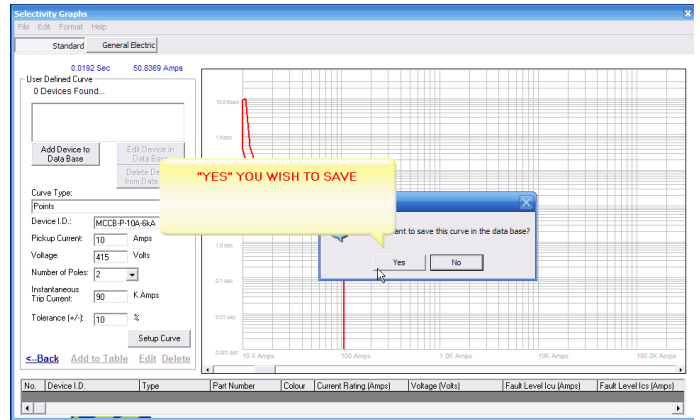 Selectivity Graphs
File Edit Format Help
Standard General Electric
0.0192 Sec 50.8369 Amps
User Defined Curve
0 Devices Found...
Add Device to Data Base
Edit Device in Data Base
Delete
from Data
Curve Type:
Points
Device I.D.: MCCB-P-10A-6kA
Pickup Current: 10 Amps
Voltage: 415 Volts
Number of Poles: 2
Instantaneous Trip Current: 90 K.Amps
Tolerance (+/-): 10 %
Setup Curve
<--Back Add to Table Edit Delete
"YES" YOU WISH TO SAVE
want to save this curve in the data base?
Yes No
10.0 Ksec
1 Ksec
1.0 sec
0.1 sec
0.01 sec
0.001 sec 10.0 Amps 100 Amps 1.0K Amps 10K Amps 100.0K Amps
No. Device I.D. Type Part Number Colour Current Rating (Amps) Voltage (Volts) Fault Level Icu (Amps) Fault Level Ics (Amps)